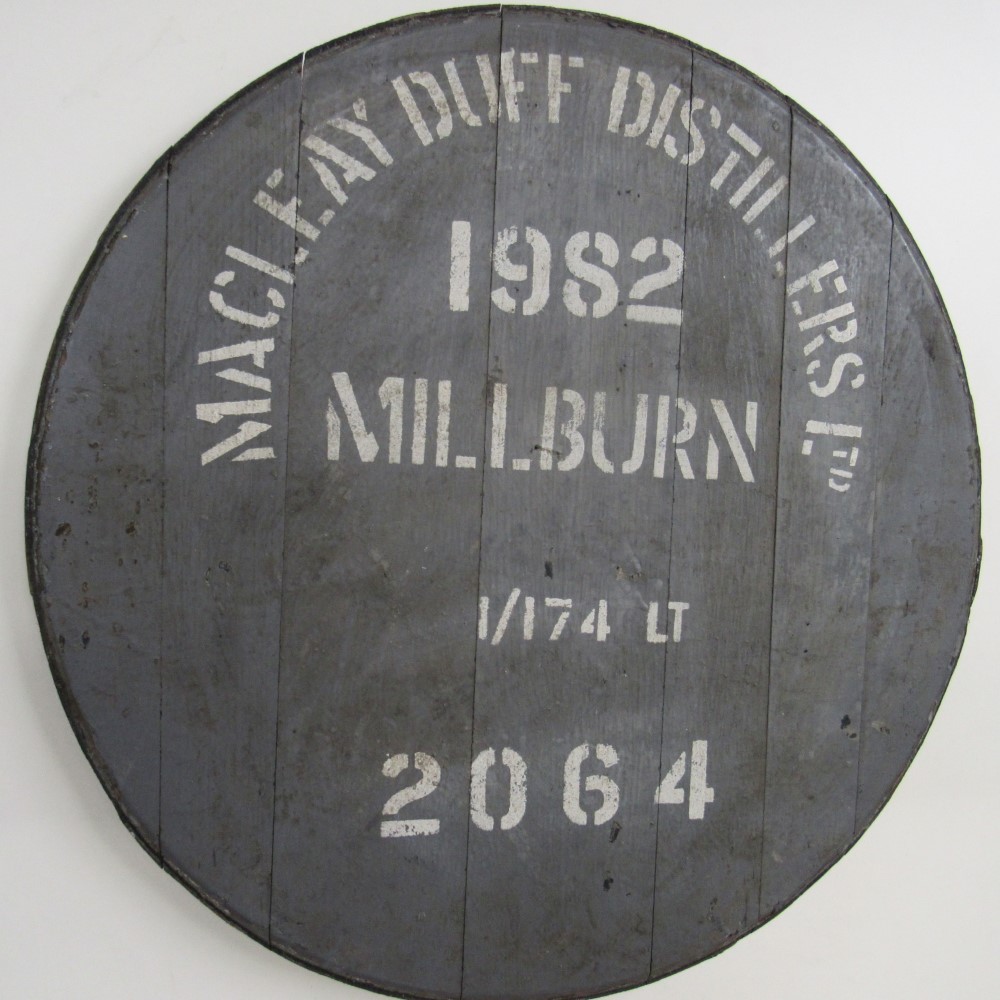 MACLEAY DUFF DISTILLERS LTD
1982
MILLBURN
1/174 LT
2064